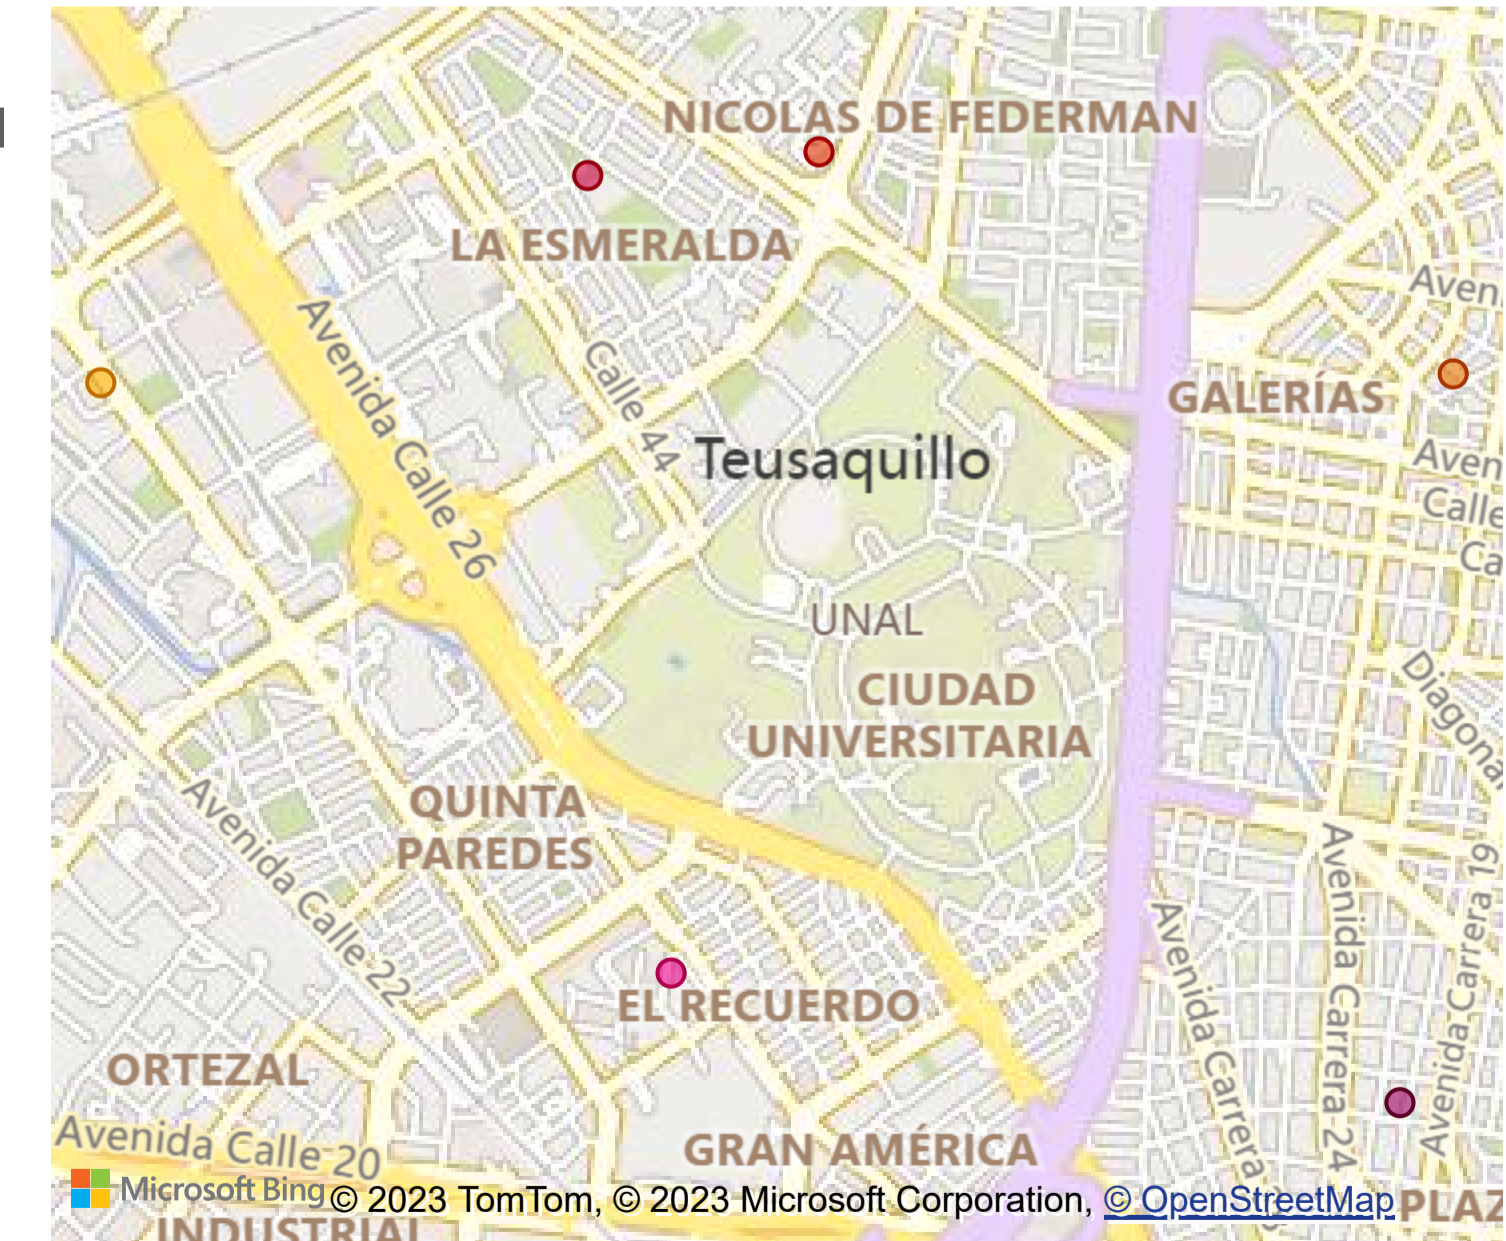 NICOLAS DE FEDERMAN
LA ESMERALDA
Aven
Avenida Calle 26
Calle 44
GALERÍAS
Teusaquillo
Aven
Calle
Ca
UNAL
CIUDAD
UNIVERSITARIA
Diagonal
QUINTA
PAREDES
Avenida Calle 22
Avenida Carrera 24
Avenida Carrera 19
Avenida Carrera
EL RECUERDO
ORTEZAL
Avenida Calle 20
GRAN AMÉRICA
Microsoft Bing
© 2023 TomTom, © 2023 Microsoft Corporation, © OpenStreetMap
PLAZ
INDUSTRIAL